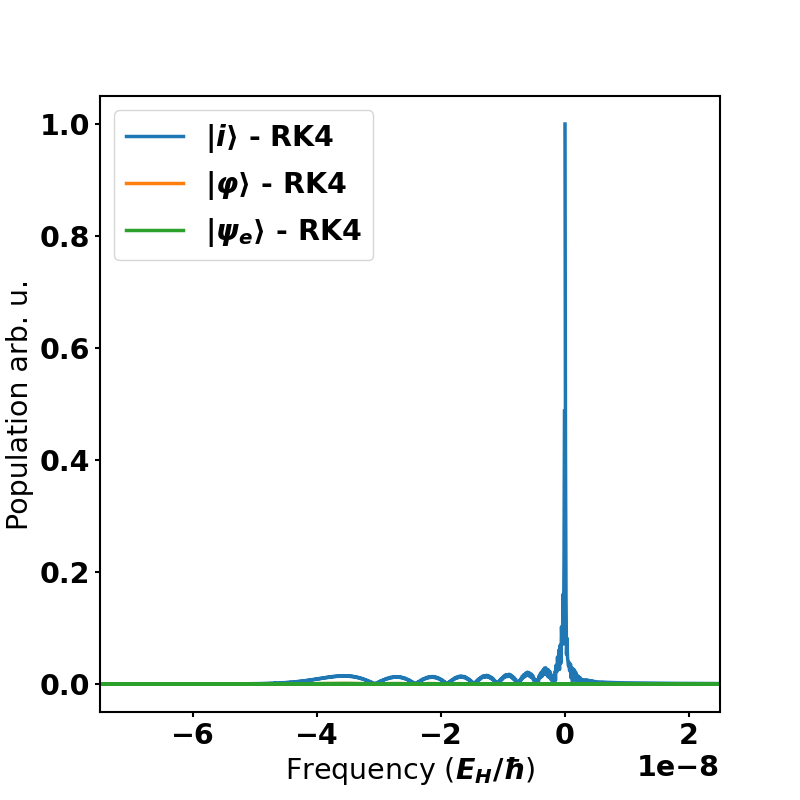 |i⟩ - RK4
|φ⟩ - RK4
|ψₑ⟩ - RK4
1.0
0.8
0.6
0.4
0.2
0.0
Population arb. u.
−6 −4 −2 0 2
1e−8
Frequency (E_H/ħ)